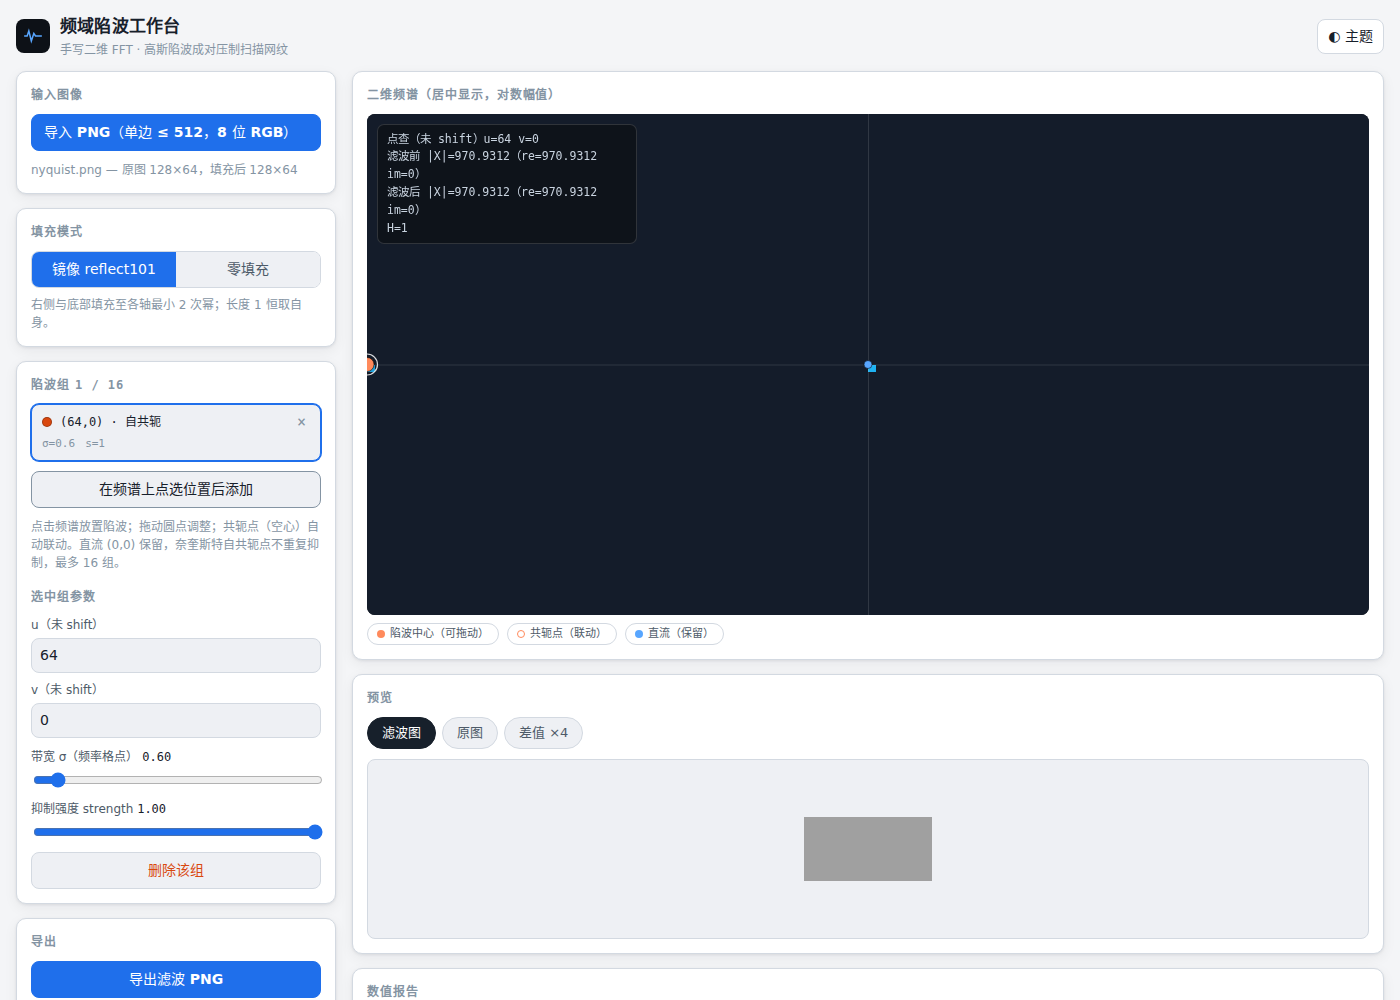 频域陷波工作台
手写二维 FFT · 高斯陷波成对压制扫描网纹
◐ 主题
输入图像
导入 PNG（单边 ≤ 512，8 位 RGB）
nyquist.png — 原图 128×64，填充后 128×64
填充模式
镜像 reflect101
零填充
右侧与底部填充至各轴最小 2 次幂；长度 1 恒取自
身。
陷波组 1 / 16
(64,0) · 自共轭
×
σ=0.6 s=1
在频谱上点选位置后添加
点击频谱放置陷波；拖动圆点调整；共轭点（空心）自
动联动。直流 (0,0) 保留，奈奎斯特自共轭点不重复抑
制，最多 16 组。
选中组参数
u（未 shift）
64
v（未 shift）
0
带宽 σ（频率格点） 0.60
抑制强度 strength 1.00
删除该组
导出
导出滤波 PNG
二维频谱（居中显示，对数幅值）
点查（未 shift）u=64 v=0
滤波前 |X|=970.9312（re=970.9312
im=0）
滤波后 |X|=970.9312（re=970.9312
im=0）
H=1
陷波中心（可拖动）
共轭点（联动）
直流（保留）
预览
滤波图
原图
差值 ×4
数值报告